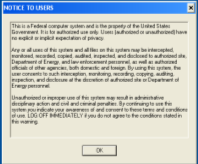 NOTICE TO USERS
This is a Federal computer system and is the property of the United States
Government. It is for authorized use only. Users (authorized or unauthorized) have
no explicit or implicit expectation of privacy.
Any or all uses of this system and all files on this system may be intercepted,
monitored, recorded, copied, audited, inspected, and disclosed to authorized site,
Department of Energy, and law enforcement personnel, as well as authorized
officials of other agencies, both domestic and foreign. By using this system, the
user consents to such interception, monitoring, recording, copying, auditing,
inspection, and disclosure at the discretion of authorized site or Department of
Energy personnel.
Unauthorized or improper use of this system may result in administrative
disciplinary action and civil and criminal penalties. By continuing to use this
system you indicate your awareness of and consent to these terms and conditions
of use. LOG OFF IMMEDIATELY if you do not agree to the conditions stated in
this warning.
OK